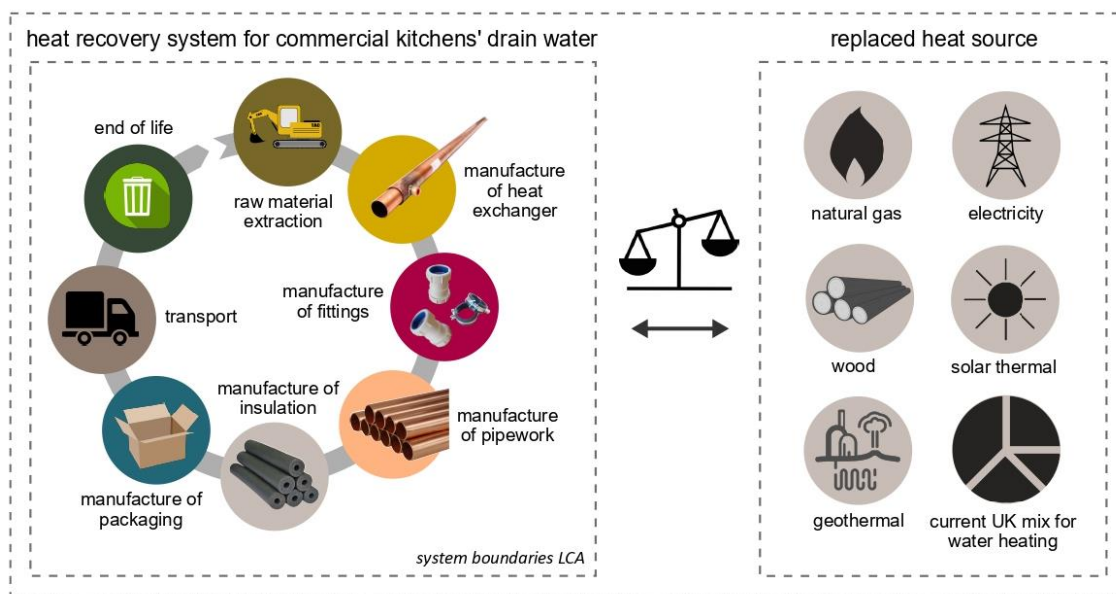 heat recovery system for commercial kitchens' drain water
replaced heat source
end of life
raw material
extraction
manufacture
of heat
exchanger
manufacture
of fittings
manufacture
of pipework
manufacture of
insulation
manufacture of
packaging
transport
system boundaries LCA
natural gas
electricity
wood
solar thermal
geothermal
current UK mix for
water heating